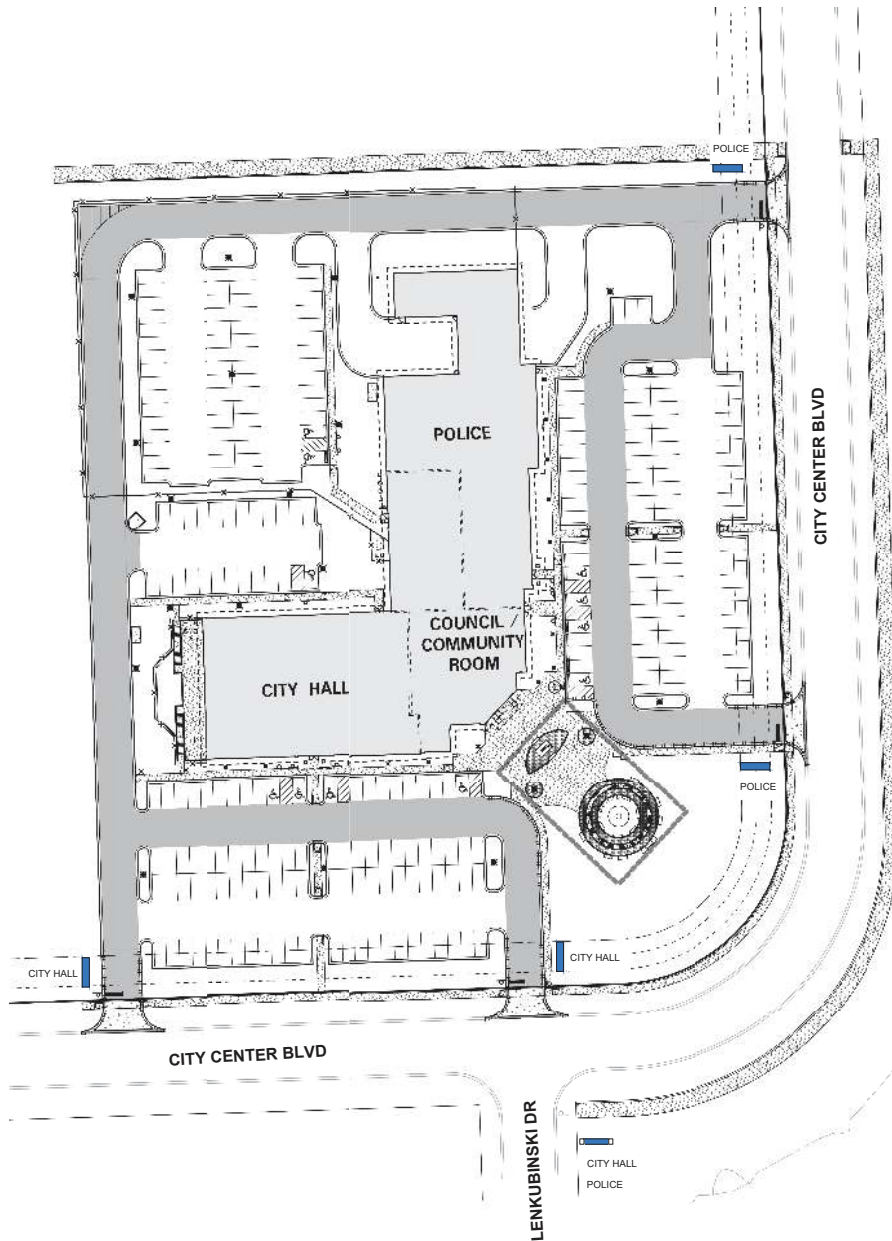 POLICE
CITY CENTER BLVD
POLICE
COUNCIL /
COMMUNITY
ROOM
CITY HALL
POLICE
CITY HALL
CITY HALL
CITY CENTER BLVD
LENKUBINSKI DR
CITY HALL
POLICE